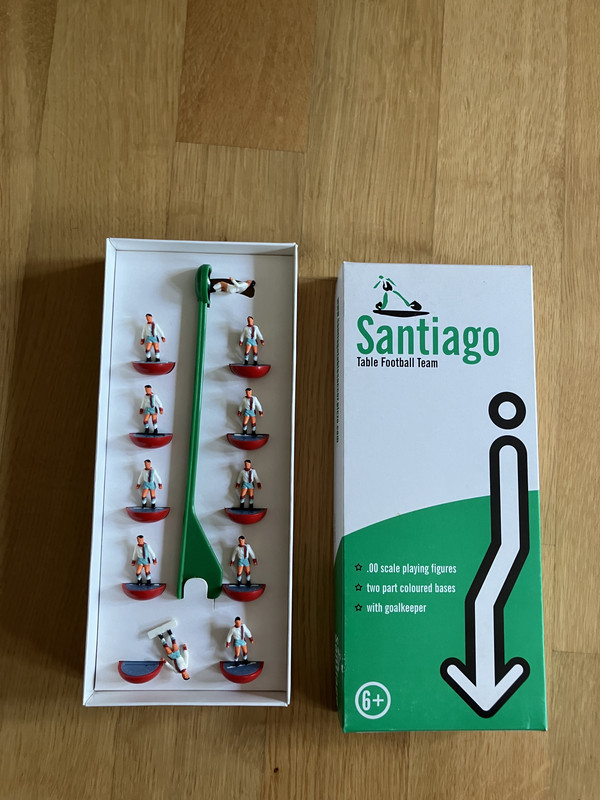 Santiago
Table Football Team
.00 scale playing figures
two part coloured bases
with goalkeeper
6+